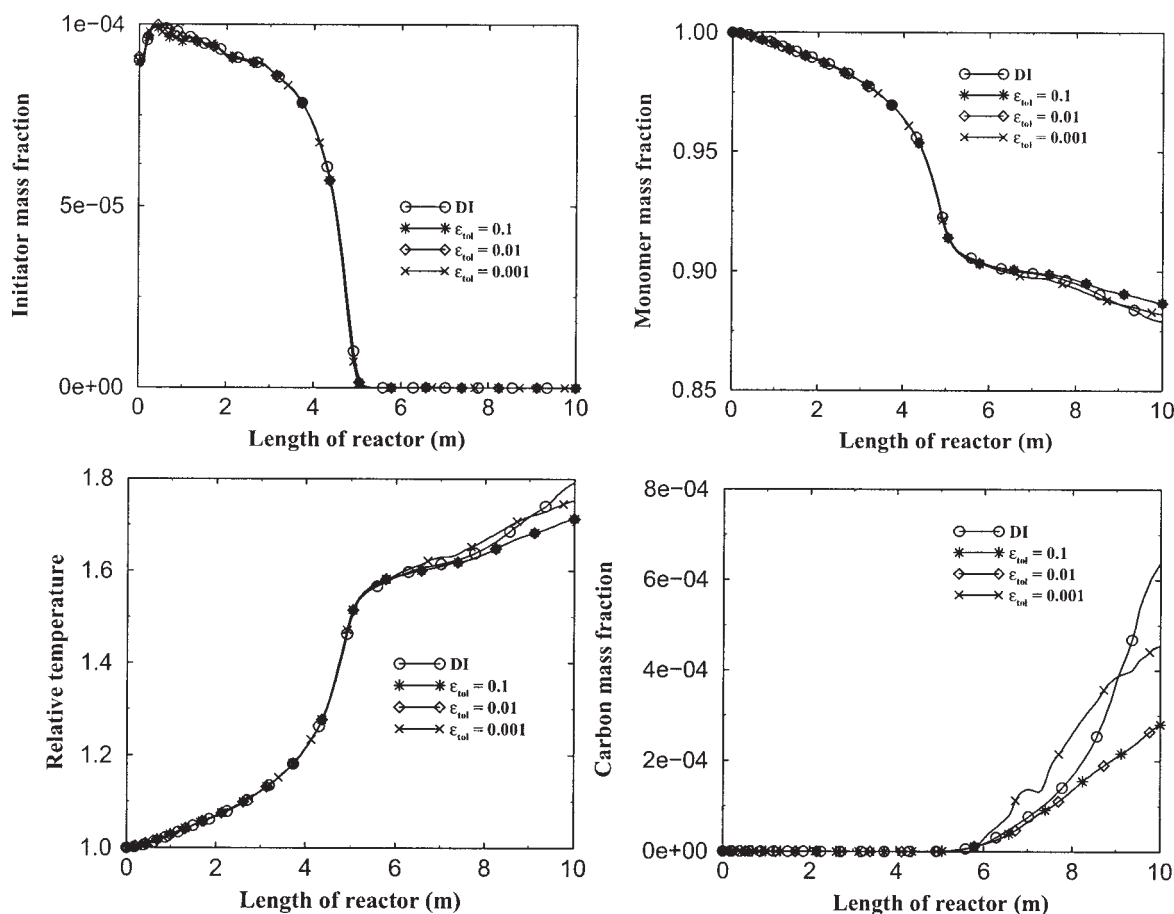 Initiator mass fraction
1e−04
5e−05
0e+00
DI
ε_tol = 0.1
ε_tol = 0.01
ε_tol = 0.001
0 2 4 6 8 10
Length of reactor (m)
Monomer mass fraction
1.00
0.95
0.90
0.85
DI
ε_tol = 0.1
ε_tol = 0.01
ε_tol = 0.001
0 2 4 6 8 10
Length of reactor (m)
Relative temperature
1.8
1.6
1.4
1.2
1.0
DI
ε_tol = 0.1
ε_tol = 0.01
ε_tol = 0.001
0 2 4 6 8 10
Length of reactor (m)
Carbon mass fraction
8e−04
6e−04
4e−04
2e−04
0e+00
DI
ε_tol = 0.1
ε_tol = 0.01
ε_tol = 0.001
0 2 4 6 8 10
Length of reactor (m)